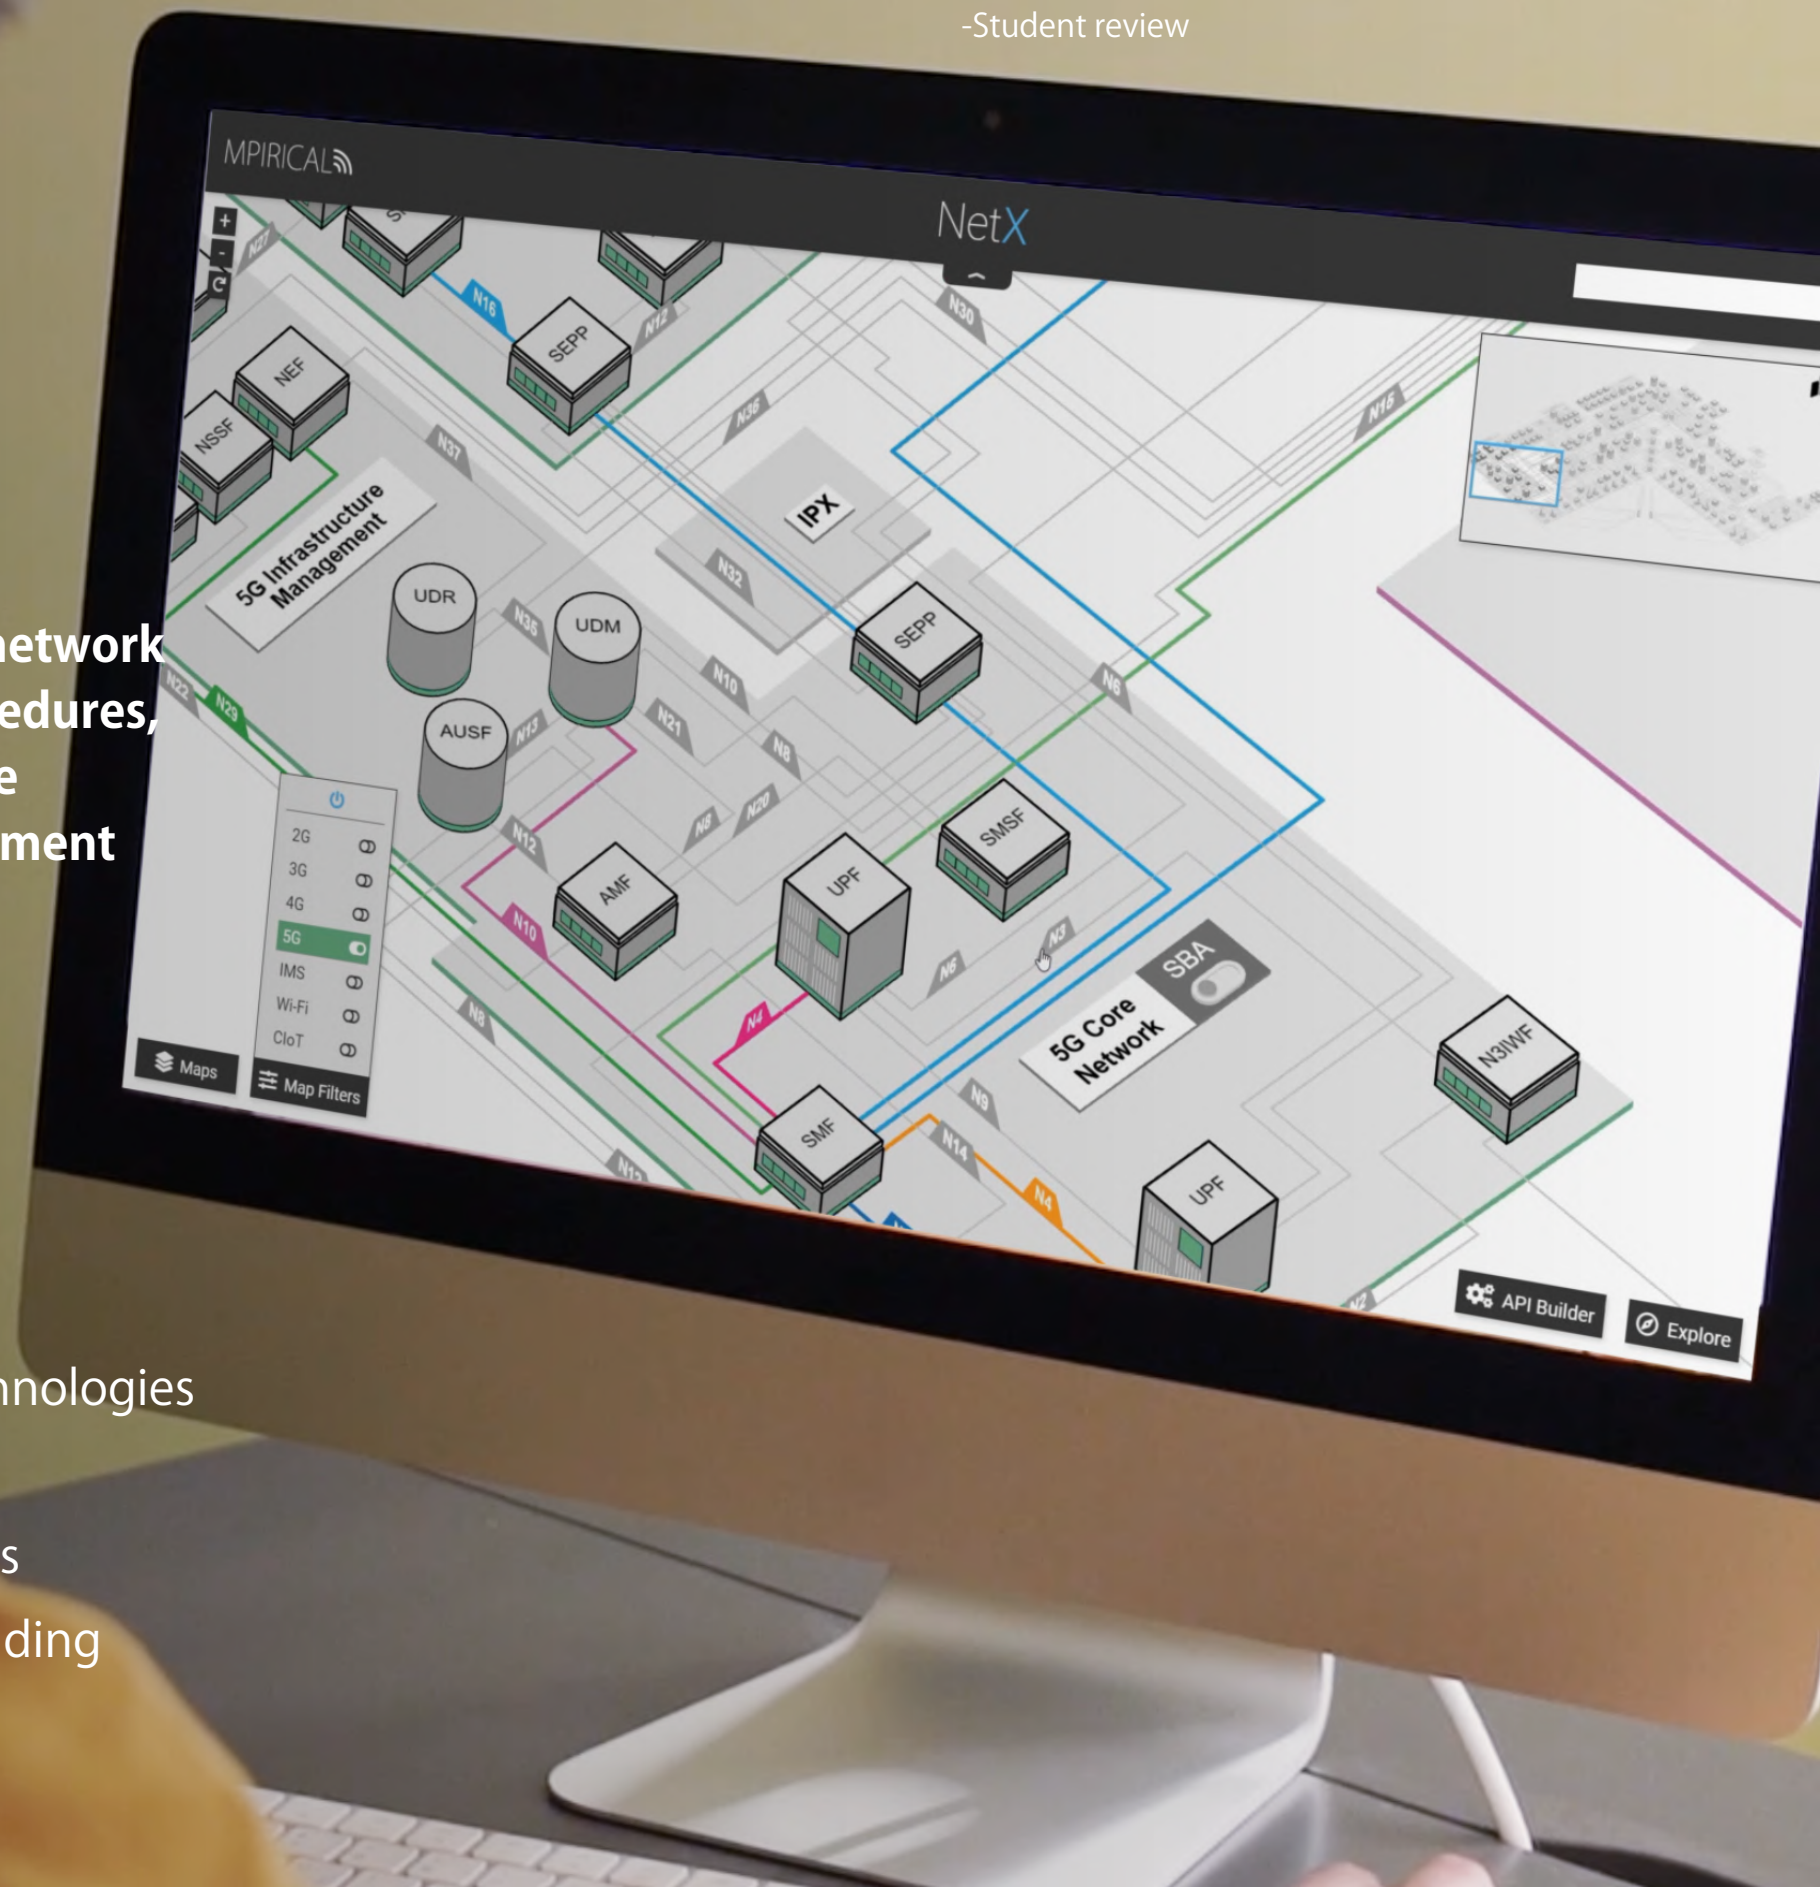 -Student review
MPIRICAL
NetX
N27
N16
SEPP
N12
N30
NEF
NSSF
N37
N36
N15
IPX
5G Infrastructure
Management
N32
UDR
N35
UDM
SEPP
network
edures,
e
ment
N22
N29
AUSF
N13
N10
N21
N8
N6
2G
3G
4G
5G
IMS
Wi-Fi
CIoT
N12
N8
N20
SMSF
AMF
UPF
N10
N3
N6
SBA
5G Core
Network
N8
N4
N3IWF
Maps
Map Filters
SMF
N9
N14
N4
UPF
N2
API Builder
Explore
hnologies
s
ding